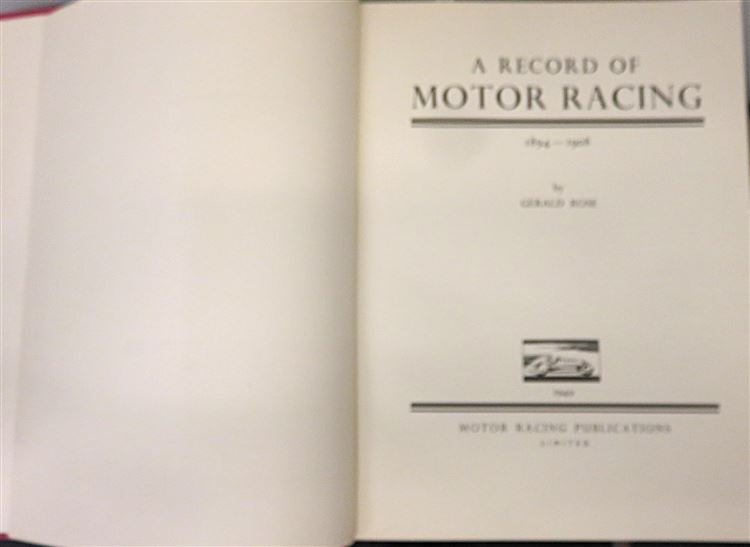 A RECORD OF
MOTOR RACING
1894—1908
by
GERALD ROSE
MOTOR RACING PUBLICATIONS
LIMITED